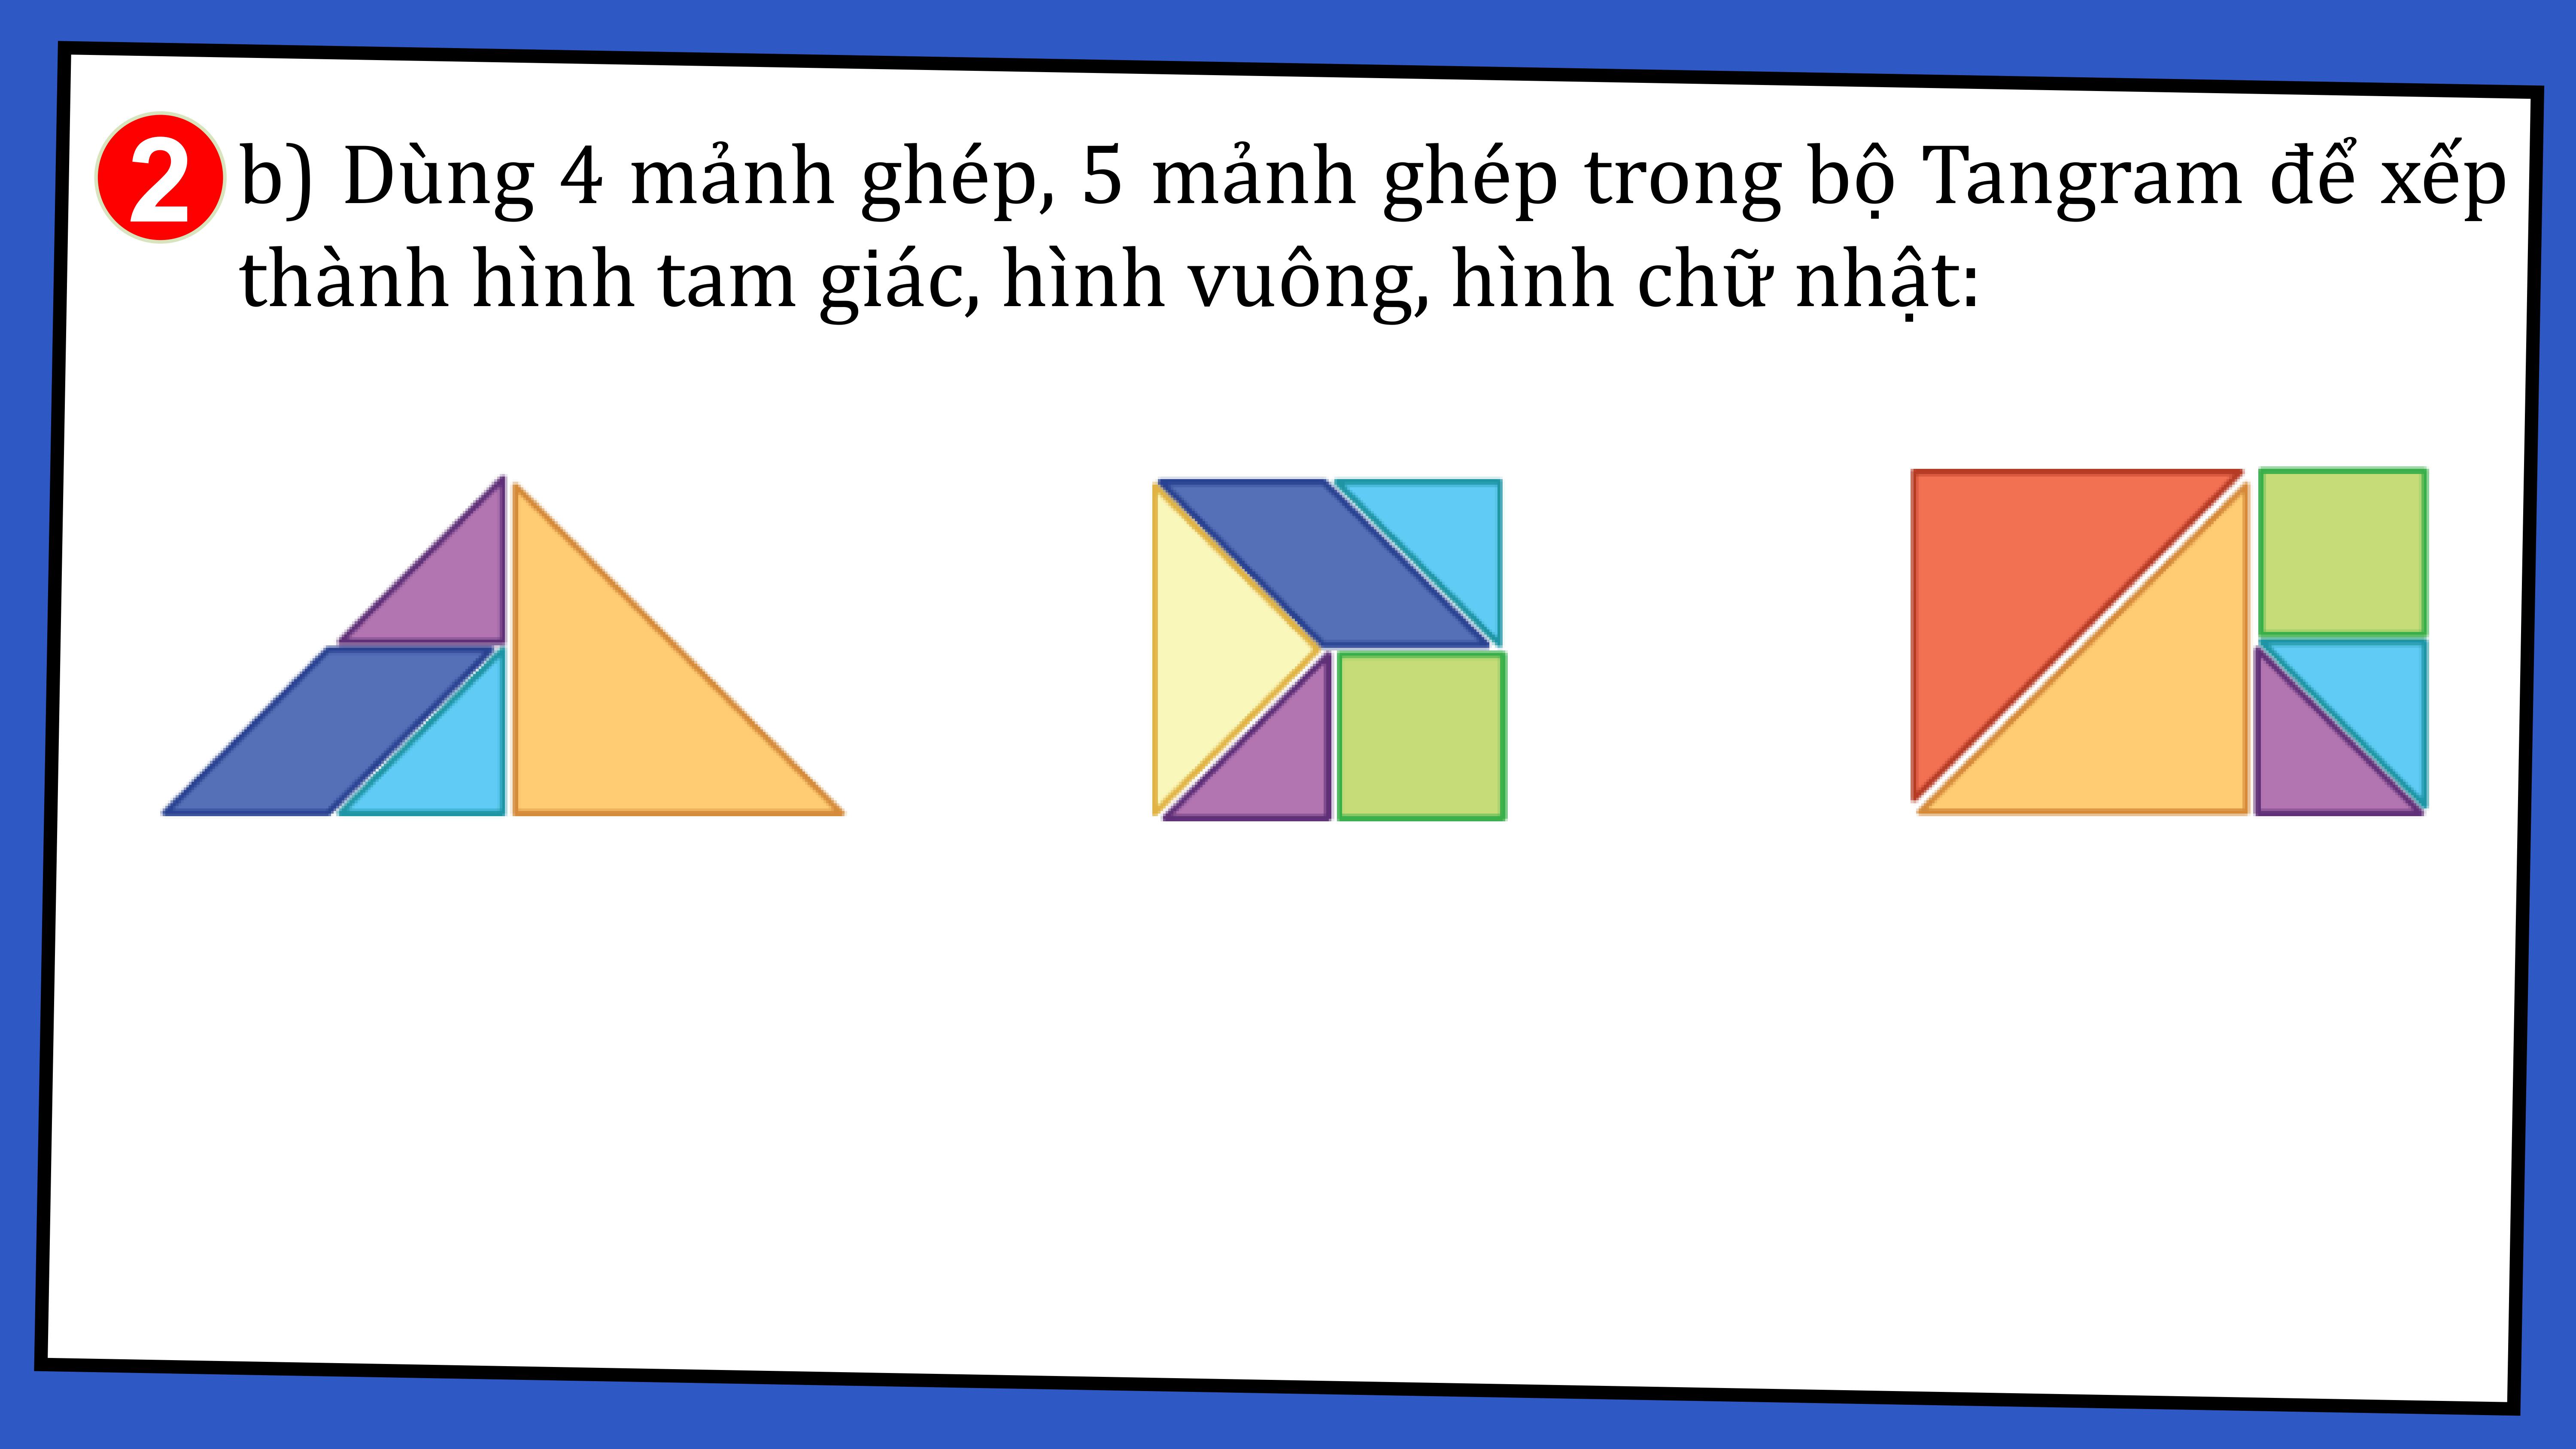 2 b) Dùng 4 mảnh ghép, 5 mảnh ghép trong bộ Tangram để xếp
thành hình tam giác, hình vuông, hình chữ nhật: